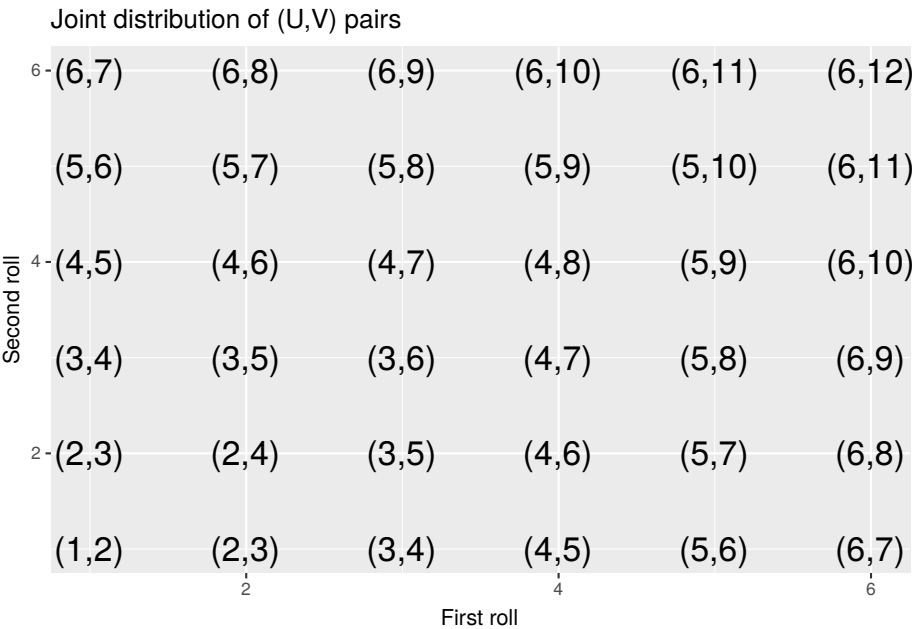 Joint distribution of (U,V) pairs
6 (6,7) (6,8) (6,9) (6,10) (6,11) (6,12)
(5,6) (5,7) (5,8) (5,9) (5,10) (6,11)
4 (4,5) (4,6) (4,7) (4,8) (5,9) (6,10)
Second roll
(3,4) (3,5) (3,6) (4,7) (5,8) (6,9)
2 (2,3) (2,4) (3,5) (4,6) (5,7) (6,8)
(1,2) (2,3) (3,4) (4,5) (5,6) (6,7)
2 4 6
First roll